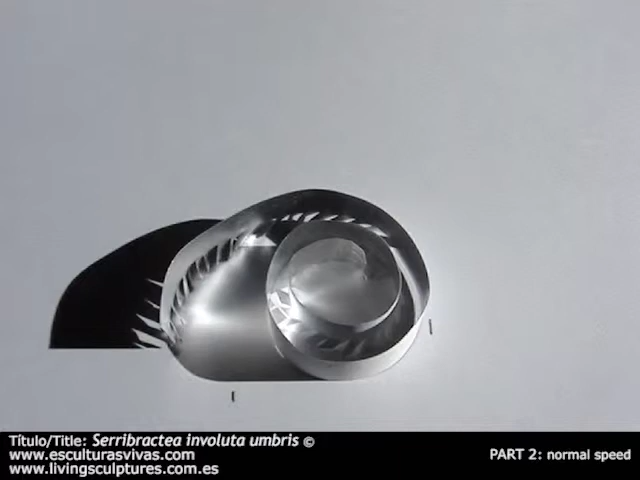 Título/Title: Serribractea involuta umbris ©
www.esculturasvivas.com
www.livingsculptures.com.es
PART 2: normal speed